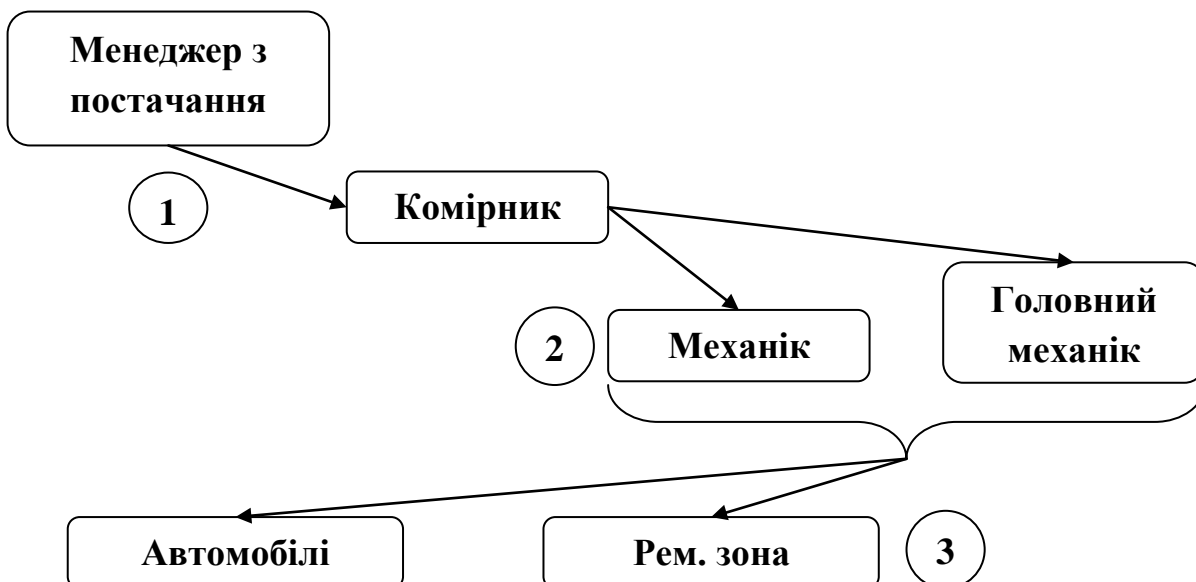 Менеджер з
постачання
1
Комірник
Головний
механік
2
Механік
Автомобілі
Рем. зона
3